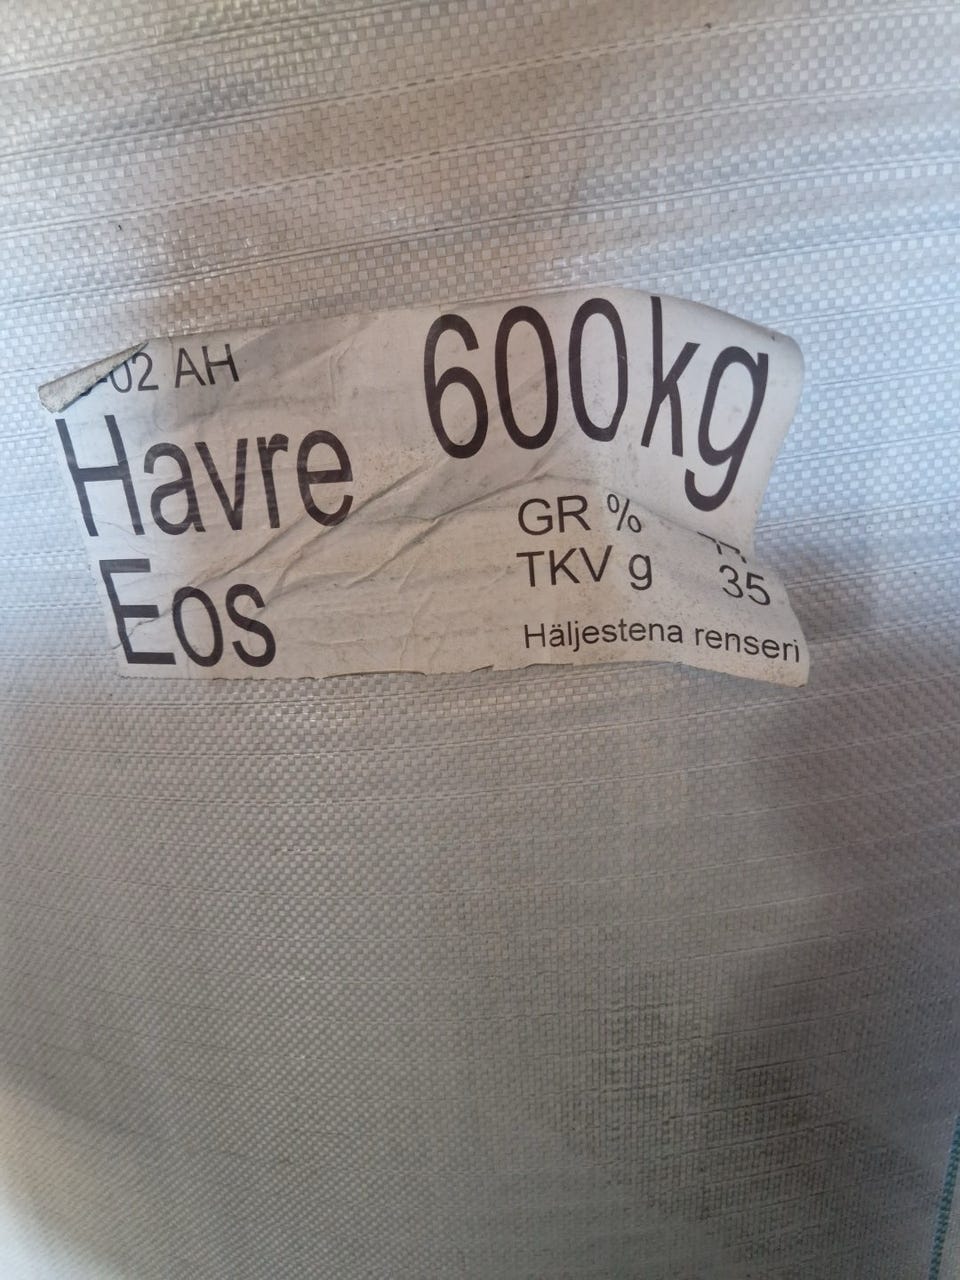 -02 AH
600kg
Havre
Eos
GR %
TKV g 35
Häljestena renseri